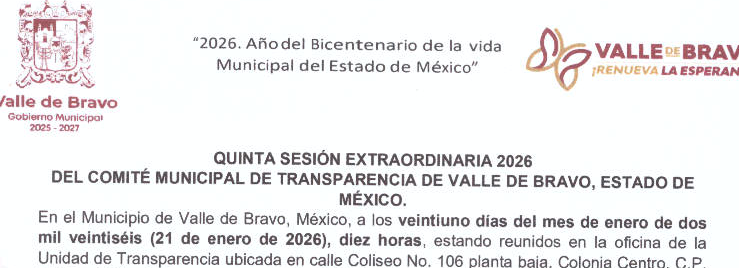 "2026. Año del Bicentenario de la vida
Municipal del Estado de México"
VALLE DE BRAV
¡RENUEVA LA ESPERAN
Valle de Bravo
Gobierno Municipal
2025 - 2027
QUINTA SESIÓN EXTRAORDINARIA 2026
DEL COMITÉ MUNICIPAL DE TRANSPARENCIA DE VALLE DE BRAVO, ESTADO DE
MÉXICO.
En el Municipio de Valle de Bravo, México, a los veintiuno días del mes de enero de dos
mil veintiséis (21 de enero de 2026), diez horas, estando reunidos en la oficina de la
Unidad de Transparencia ubicada en calle Coliseo No. 106 planta baja, Colonia Centro, C.P.